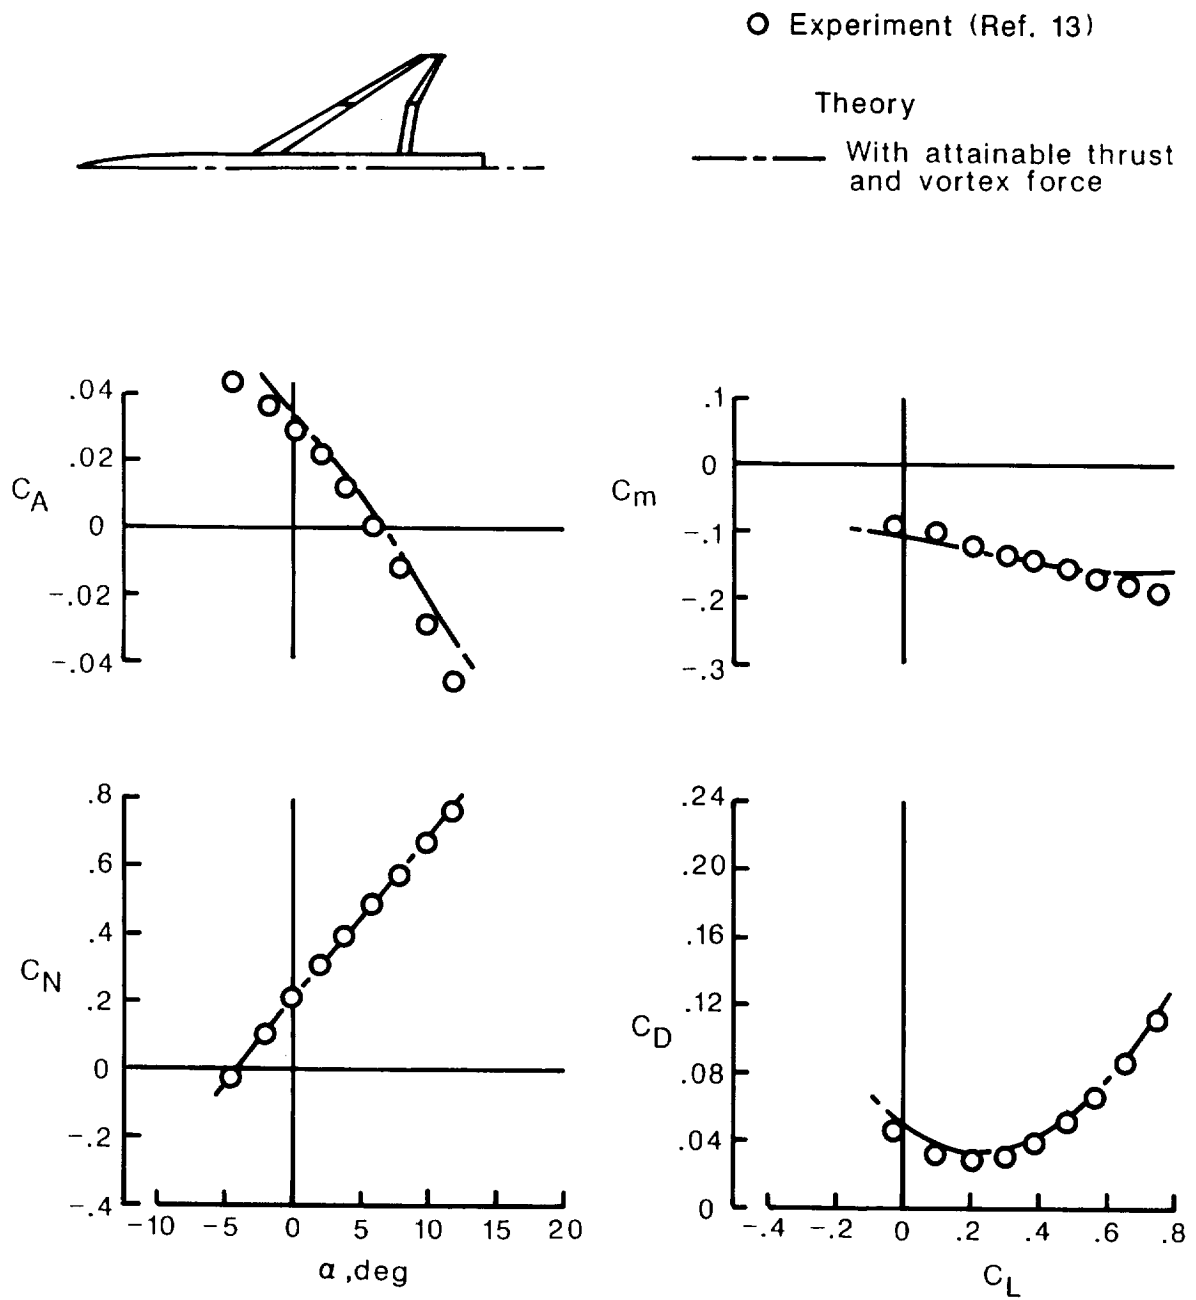 O Experiment (Ref. 13)
Theory
With attainable thrust
and vortex force
.04
.02
C_A
0
-.02
-.04
.1
0
C_m
-.1
-.2
-.3
.8
.6
.4
C_N
.2
0
-.2
-.4
-10 -5 0 5 10 15 20
α,deg
.24
.20
.16
.12
C_D
.08
.04
0
-.4 -.2 0 .2 .4 .6 .8
C_L